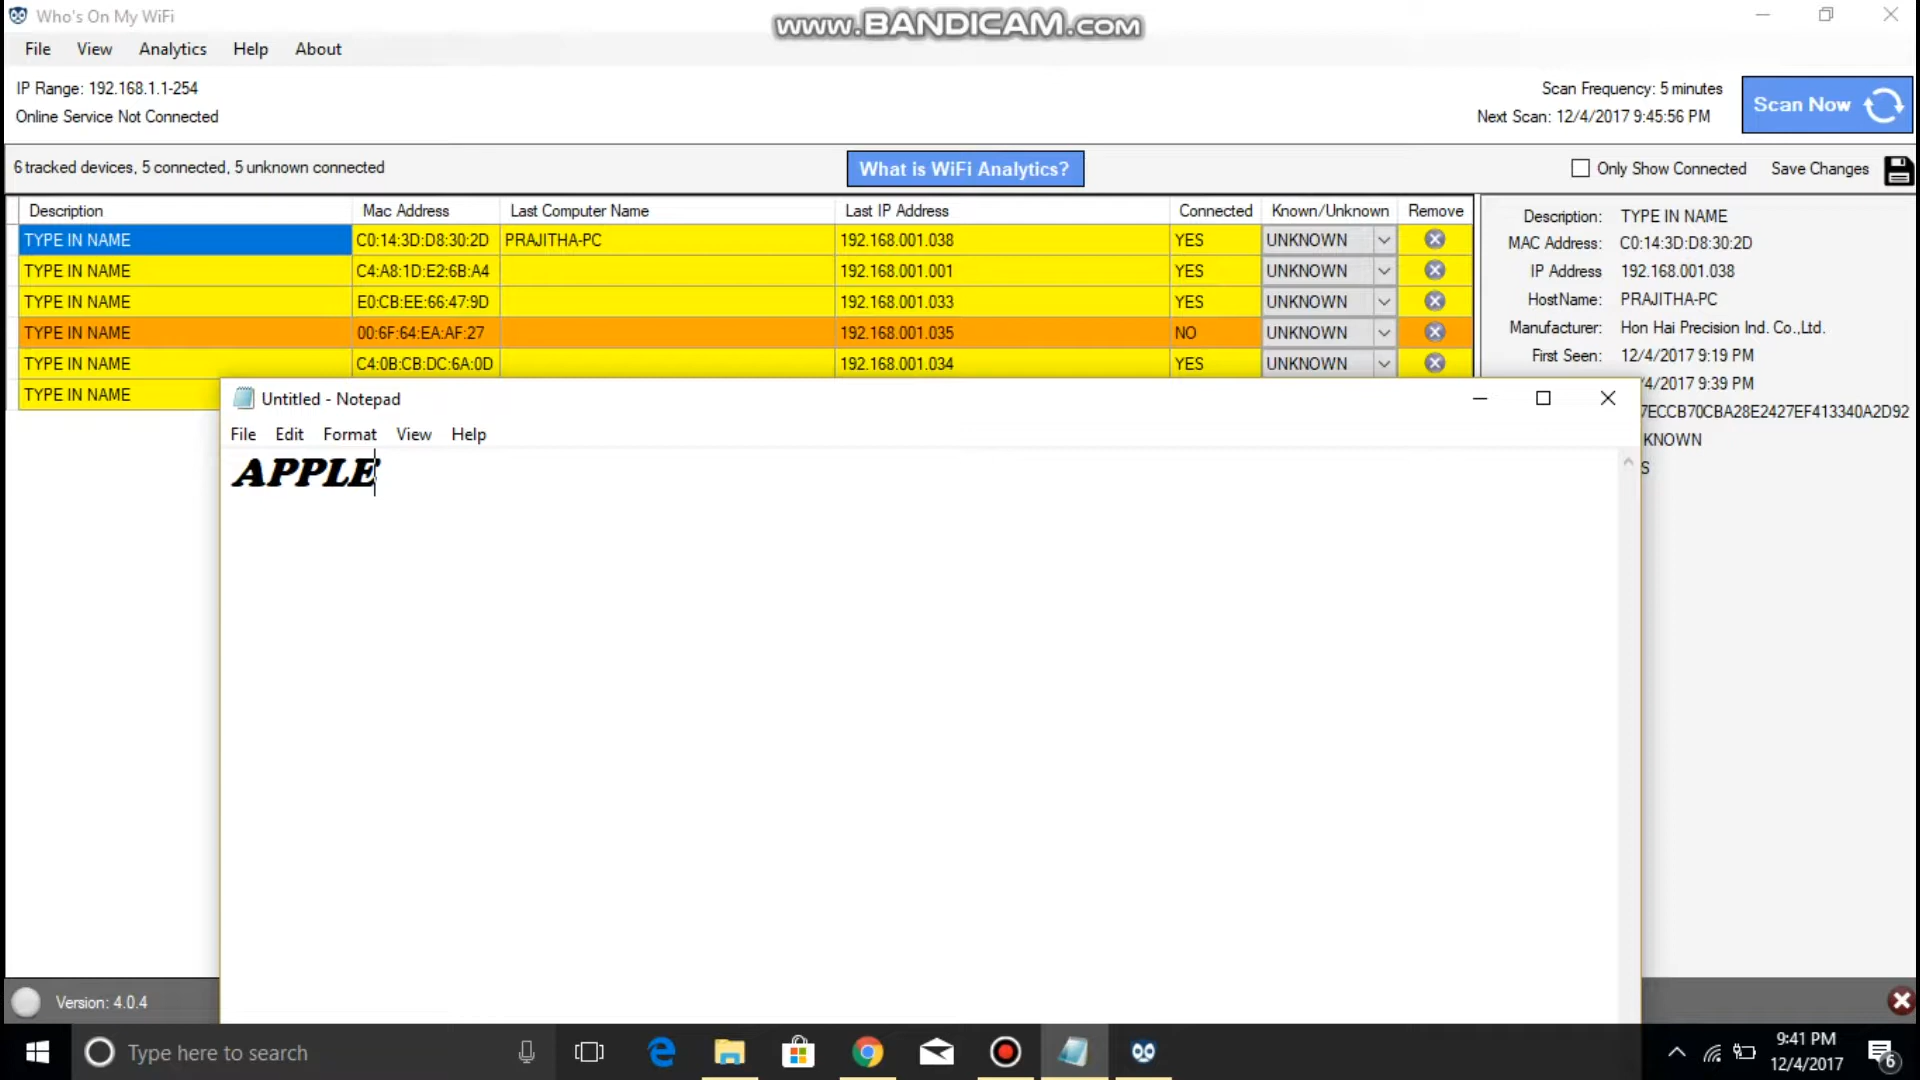 Who's On My WiFi
www.BANDICAM.com
File View Analytics Help About
IP Range: 192.168.1.1-254
Scan Frequency: 5 minutes
Scan Now
Online Service Not Connected
Next Scan: 12/4/2017 9:45:56 PM
6 tracked devices, 5 connected, 5 unknown connected
What is WiFi Analytics?
Only Show Connected
Save Changes
Description Mac Address Last Computer Name Last IP Address Connected Known/Unknown Remove
TYPE IN NAME C0:14:3D:D8:30:2D PRAJITHA-PC 192.168.001.038 YES UNKNOWN
TYPE IN NAME C4:A8:1D:E2:6B:A4 192.168.001.001 YES UNKNOWN
TYPE IN NAME E0:CB:EE:66:47:9D 192.168.001.033 YES UNKNOWN
TYPE IN NAME 00:6F:64:EA:AF:27 192.168.001.035 NO UNKNOWN
TYPE IN NAME C4:0B:CB:DC:6A:0D 192.168.001.034 YES UNKNOWN
TYPE IN NAME
Description: TYPE IN NAME
MAC Address: C0:14:3D:D8:30:2D
IP Address 192.168.001.038
HostName: PRAJITHA-PC
Manufacturer: Hon Hai Precision Ind. Co.,Ltd.
First Seen: 12/4/2017 9:19 PM
/4/2017 9:39 PM
7ECCB70CBA28E2427EF413340A2D92
KNOWN
S
Untitled - Notepad
File Edit Format View Help
APPLE
Version: 4.0.4
Type here to search
9:41 PM
12/4/2017
6